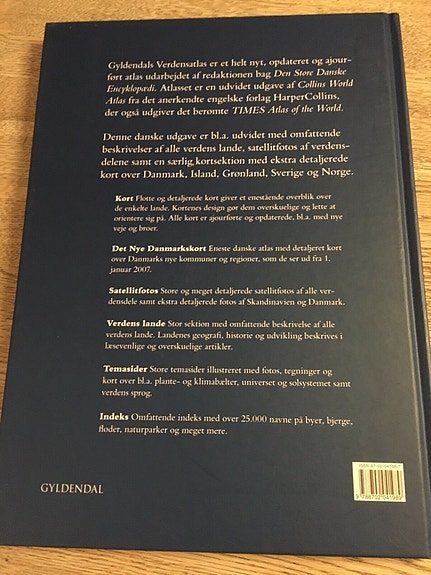 Gyldendals Verdensatlas er et helt nyt, opdateret og ajour-
ført atlas udarbejdet af redaktionen bag Den Store Danske
Encyklopædi. Atlasset er en udvidet udgave af Collins World
Atlas fra det anerkendte engelske forlag HarperCollins,
der også udgiver det berømte TIMES Atlas of the World.
Denne danske udgave er bl.a. udvidet med omfattende
beskrivelser af alle verdens lande, satellitfotos af verdens-
delene samt en særlig kortsektion med ekstra detaljerede
kort over Danmark, Island, Grønland, Sverige og Norge.
Kort Flotte og detaljerede kort giver et enestående overblik over
de enkelte lande. Kortenes design gør dem overskuelige og lette at
orientere sig på. Alle kort er ajourførte og opdaterede, bl.a. med nye
veje og broer.
Det Nye Danmarkskort Eneste danske atlas med detaljeret kort
over Danmarks nye kommuner og regioner, som de ser ud fra 1.
januar 2007.
Satellitfotos Store og meget detaljerede satellitfotos af alle ver-
densdele samt ekstra detaljerede fotos af Skandinavien og Danmark.
Verdens lande Stor sektion med omfattende beskrivelse af alle
verdens lande. Landenes geografi, historie og udvikling beskrives i
læsevenlige og overskuelige artikler.
Temasider Store temasider illustreret med fotos, tegninger og
kort over bl.a. plante- og klimabælter, universet og solsystemet samt
verdens sprog.
Indeks Omfattende indeks med over 25.000 navne på byer, bjerge,
floder, naturparker og meget mere.
GYLDENDAL
ISBN 87-02-04198-7
9 788702 041989